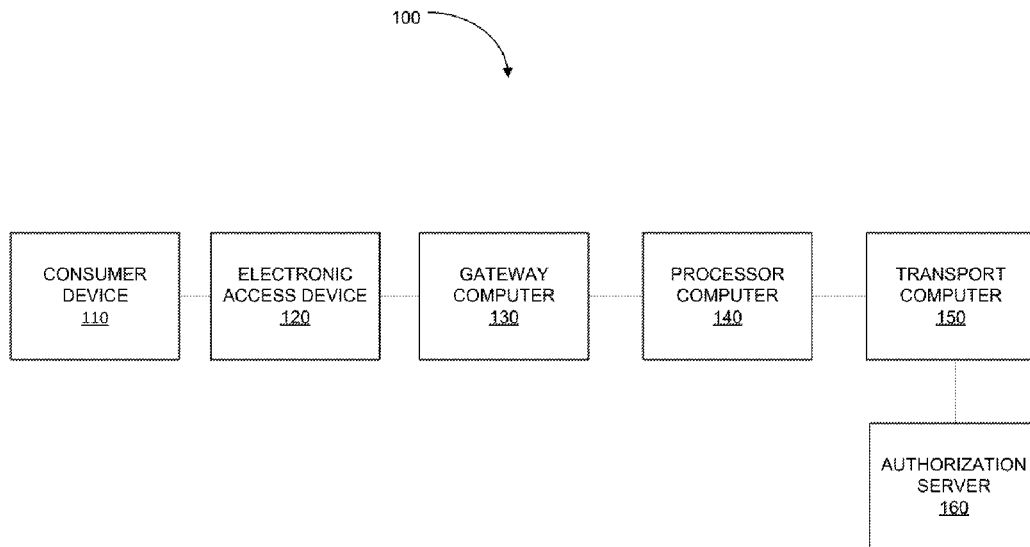 100
CONSUMER
DEVICE
110
ELECTRONIC
ACCESS DEVICE
120
GATEWAY
COMPUTER
130
PROCESSOR
COMPUTER
140
TRANSPORT
COMPUTER
150
AUTHORIZATION
SERVER
160